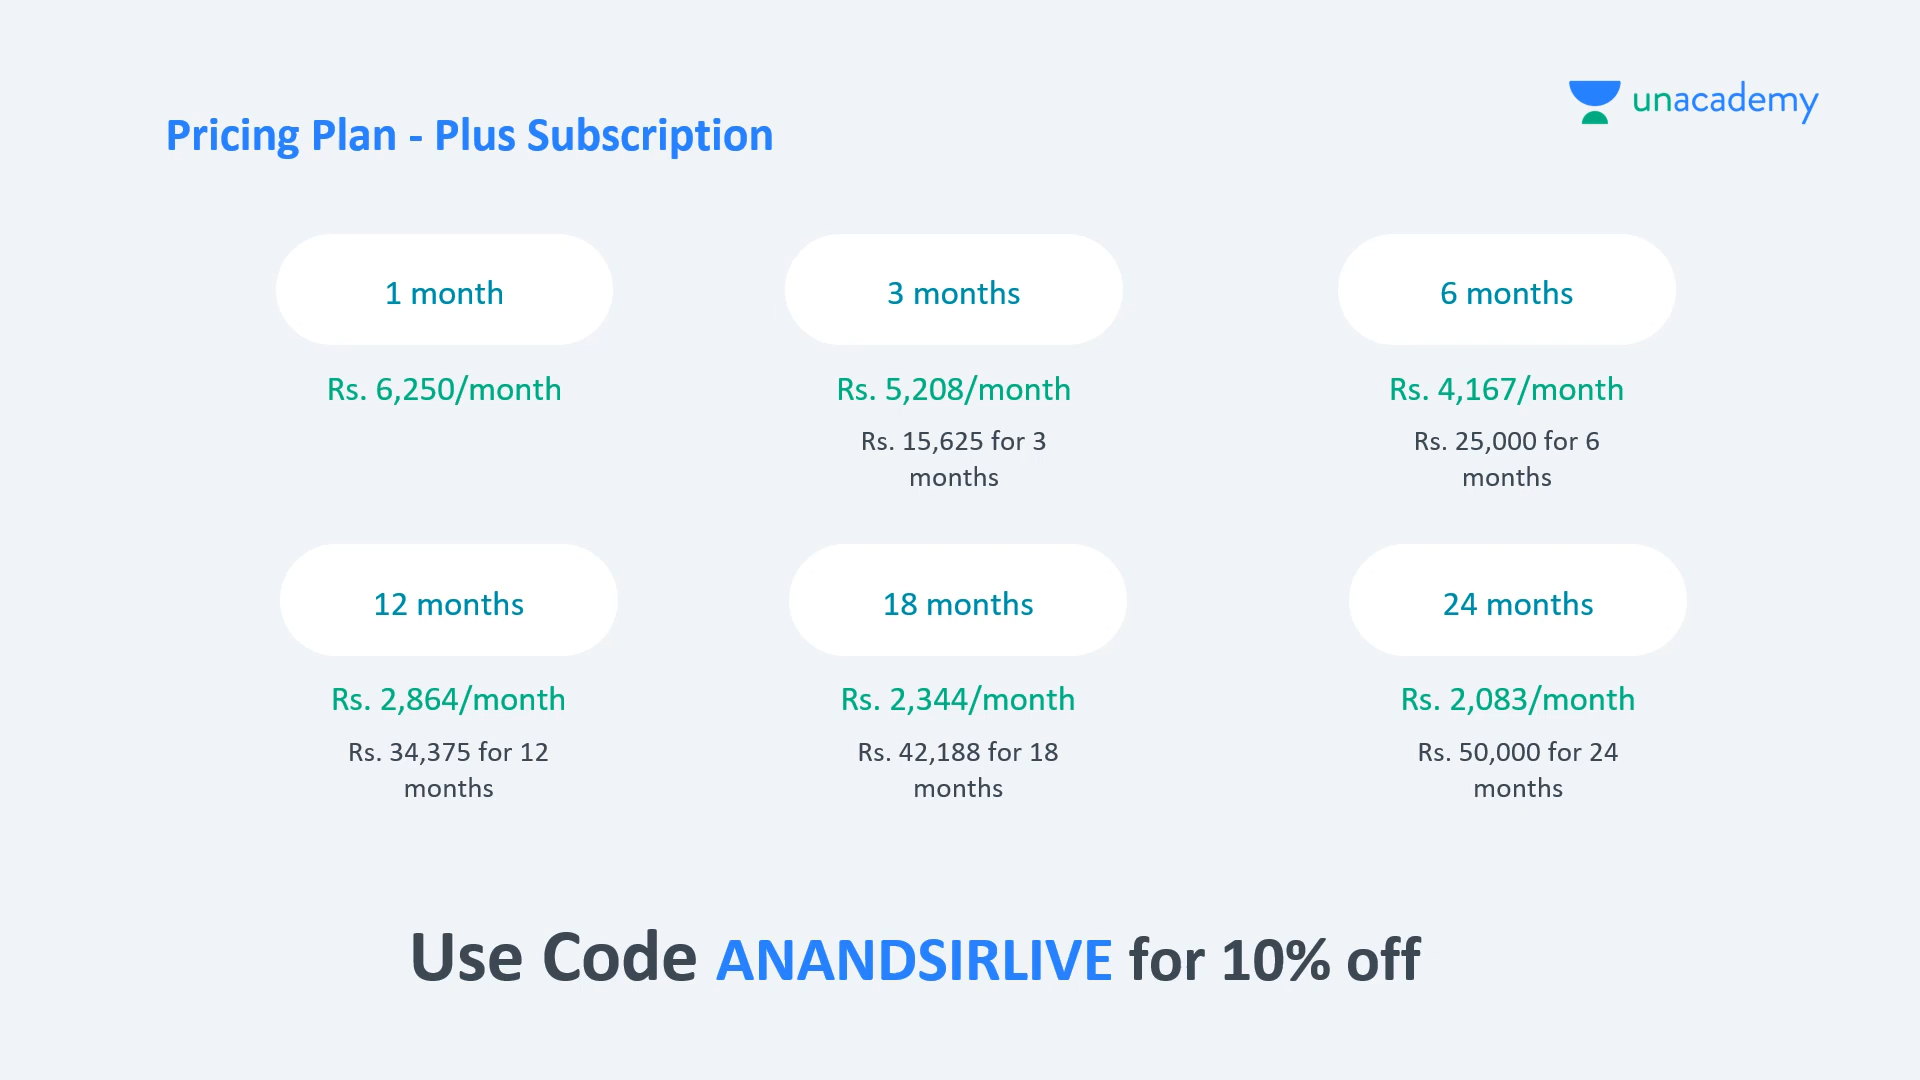 unacademy
Pricing Plan - Plus Subscription
1 month
3 months
6 months
Rs. 6,250/month
Rs. 5,208/month
Rs. 4,167/month
Rs. 15,625 for 3
months
Rs. 25,000 for 6
months
12 months
18 months
24 months
Rs. 2,864/month
Rs. 2,344/month
Rs. 2,083/month
Rs. 34,375 for 12
months
Rs. 42,188 for 18
months
Rs. 50,000 for 24
months
Use Code ANANDSIRLIVE for 10% off